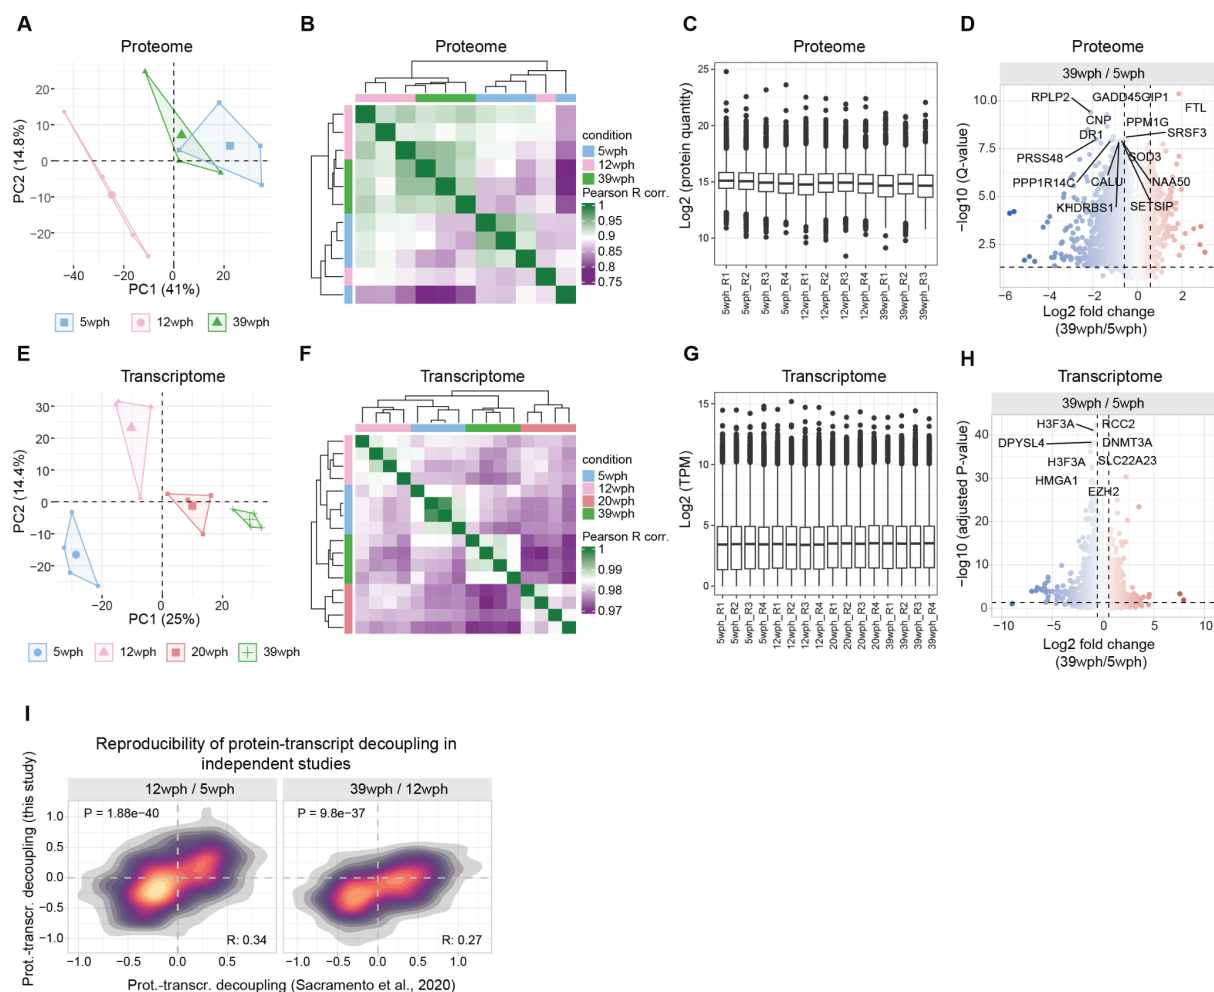 A
Proteome
PC2 (14.8%)
20
10
0
−10
−20
−40
−20
0
20
PC1 (41%)
5wph
12wph
39wph
B
Proteome
condition
5wph
12wph
39wph
Pearson R corr.
1
0.95
0.9
0.85
0.8
0.75
C
Proteome
Log2 (protein quantity)
25
20
15
10
5wph_R1
5wph_R2
5wph_R3
5wph_R4
12wph_R1
12wph_R2
12wph_R3
12wph_R4
39wph_R1
39wph_R2
39wph_R3
D
Proteome
39wph / 5wph
−log10 (Q-value)
10.0
7.5
5.0
2.5
RPLP2
GADD45GIP1
FTL
CNP
PPM1G
DR1
SRSF3
PRSS48
SOD3
PPP1R14C
CALU
NAA50
KHDRBS1
SETSIP
−6
−4
−2
0
2
Log2 fold change
(39wph/5wph)
E
Transcriptome
PC2 (14.4%)
30
20
10
0
−10
−20
−20
0
20
PC1 (25%)
5wph
12wph
20wph
39wph
F
Transcriptome
condition
5wph
12wph
20wph
39wph
Pearson R corr.
1
0.99
0.98
0.97
G
Transcriptome
Log2 (TPM)
15
10
5
0
5wph_R1
5wph_R2
5wph_R3
5wph_R4
12wph_R1
12wph_R2
12wph_R3
12wph_R4
20wph_R1
20wph_R2
20wph_R3
20wph_R4
39wph_R1
39wph_R2
39wph_R3
39wph_R4
H
Transcriptome
39wph / 5wph
−log10 (adjusted P-value)
40
30
20
10
0
H3F3A
RCC2
DPYSL4
DNMT3A
H3F3A
SLC22A23
HMGA1
EZH2
−10
−5
0
5
10
Log2 fold change
(39wph/5wph)
I
Reproducibility of protein-transcript decoupling in
independent studies
12wph / 5wph
39wph / 12wph
Prot.-transcr. decoupling (this study)
1.0
0.5
0.0
−0.5
−1.0
P = 1.88e−40
R: 0.34
P = 9.8e−37
R: 0.27
−1.0
−0.5
0.0
0.5
−1.0
0.0
1.0
Prot.-transcr. decoupling (Sacramento et al., 2020)